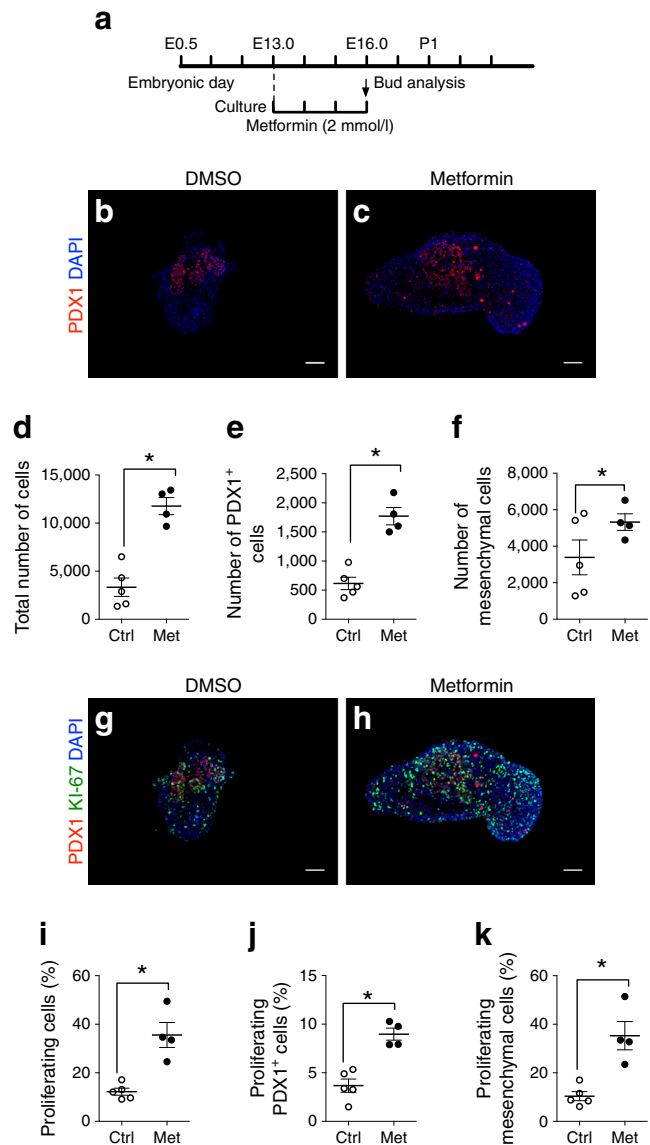 a
E0.5 E13.0 E16.0 P1
Embryonic day Bud analysis
Culture
Metformin (2 mmol/l)
DMSO Metformin
PDX1 DAPI
b c
d e f
Total number of cells
15,000
10,000
5,000
0
Ctrl Met
*
Number of PDX1+
cells
2,500
2,000
1,500
1,000
500
0
Ctrl Met
*
Number of
mesenchymal cells
8,000
6,000
4,000
2,000
0
Ctrl Met
*
DMSO Metformin
PDX1 KI-67 DAPI
g h
i j k
Proliferating cells (%)
60
40
20
0
Ctrl Met
*
Proliferating
PDX1+ cells (%)
15
10
5
0
Ctrl Met
*
Proliferating
mesenchymal cells (%)
60
40
20
0
Ctrl Met
*